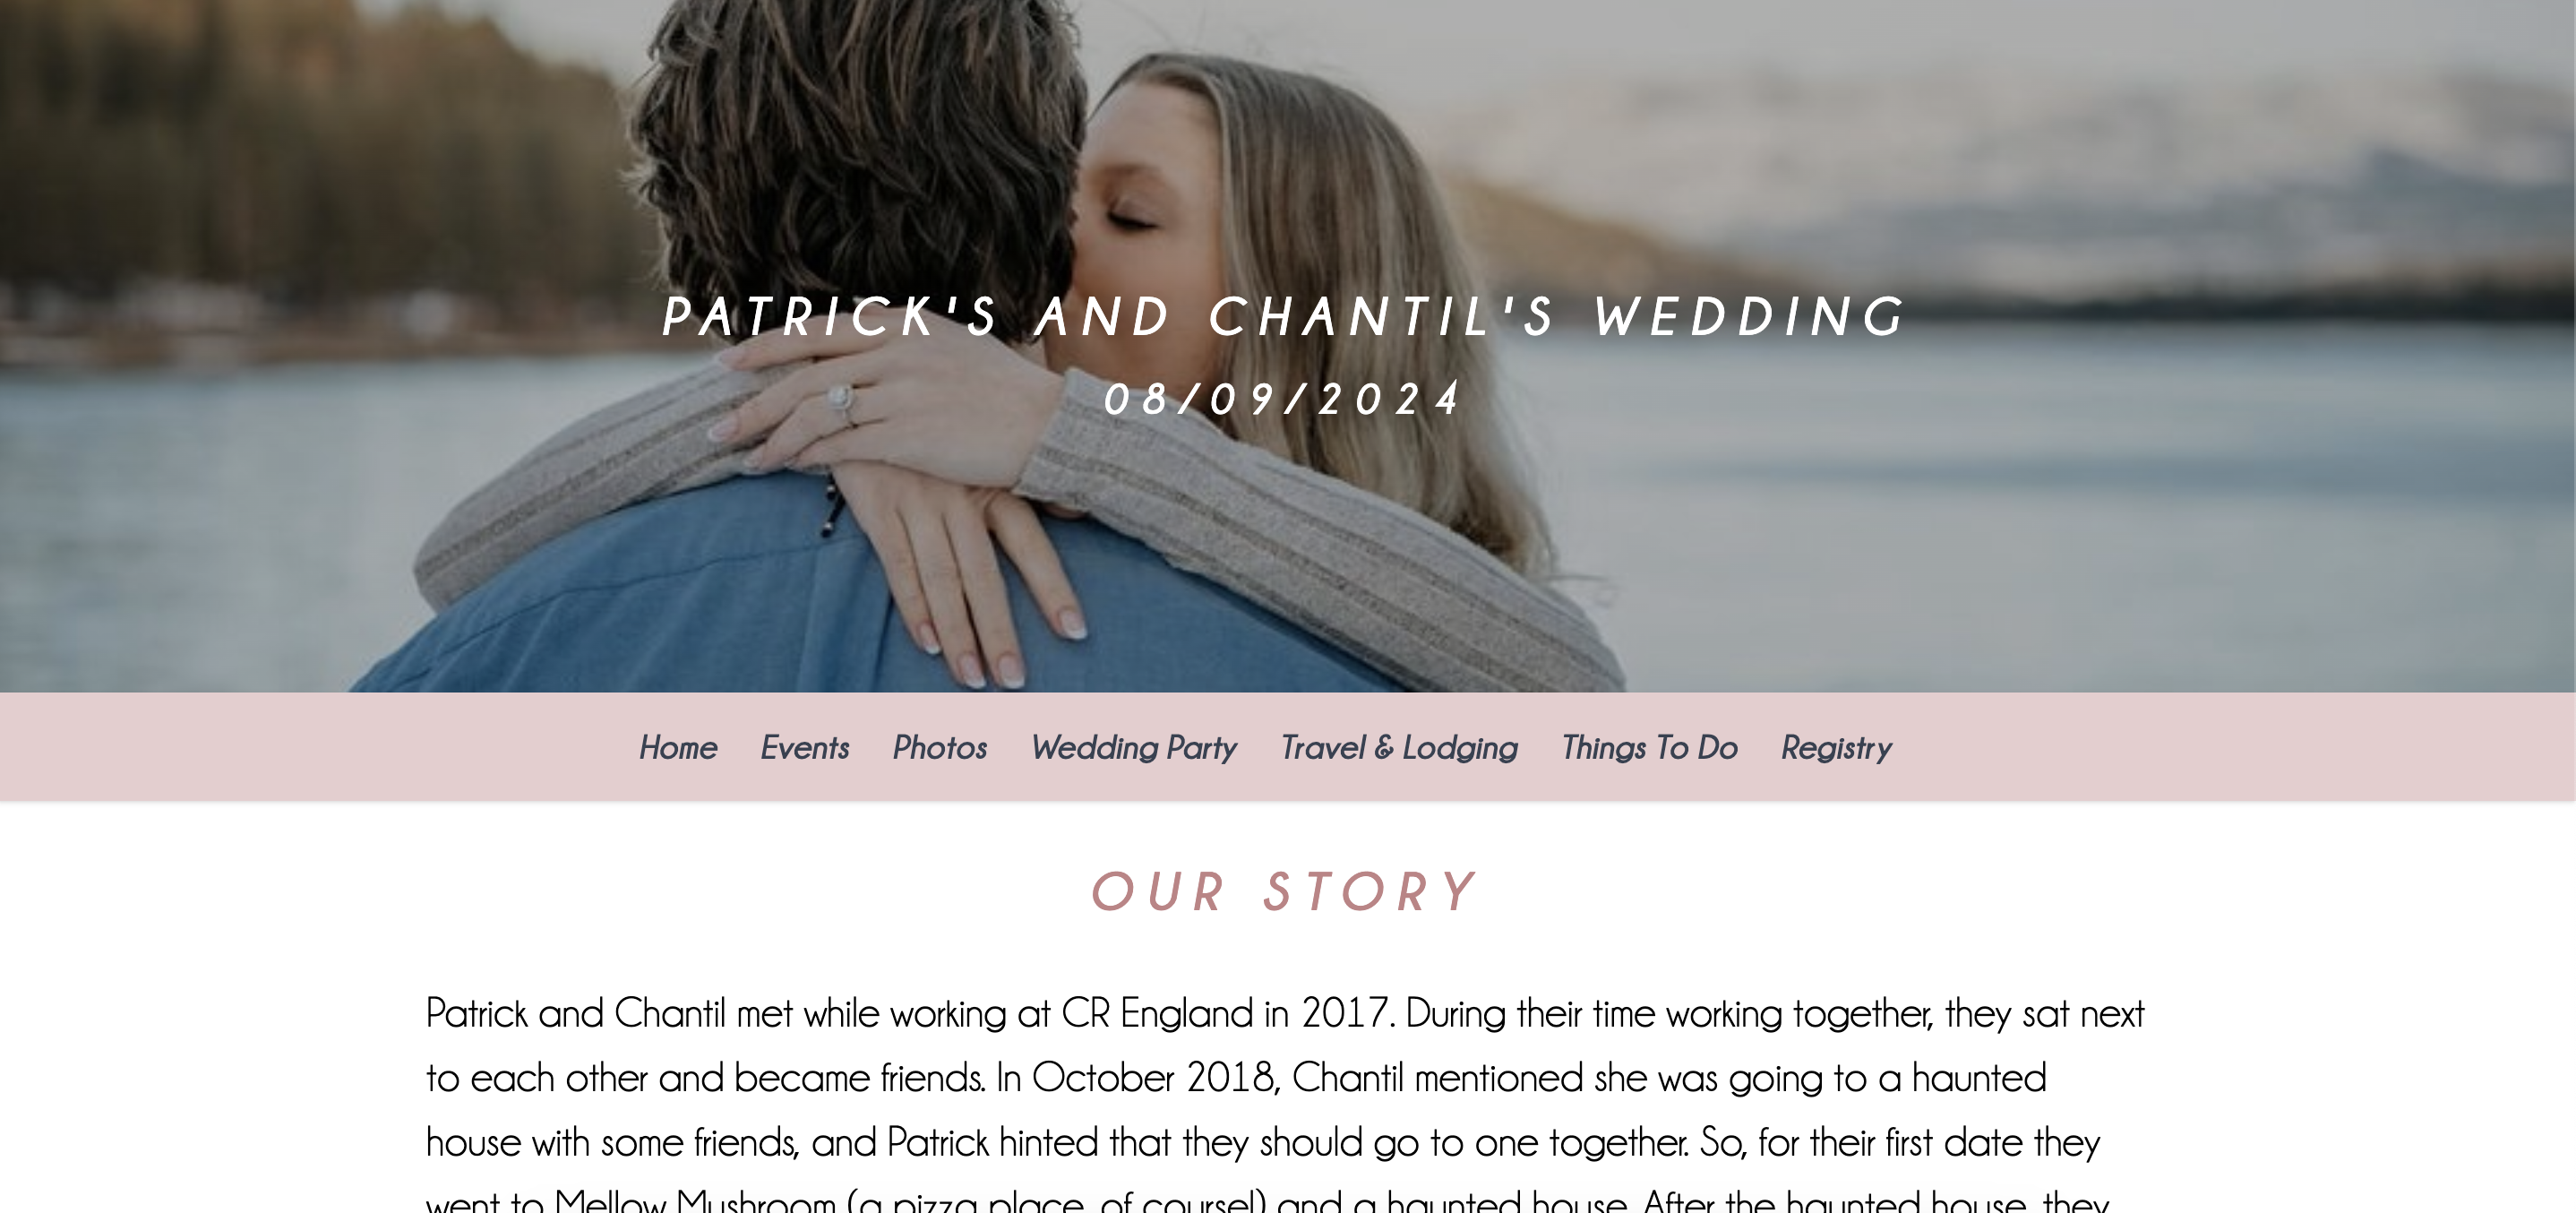 PATRICK'S AND CHANTIL'S WEDDING
08/09/2024
Home Events Photos Wedding Party Travel & Lodging Things To Do Registry
OUR STORY
Patrick and Chantil met while working at CR England in 2017. During their time working together, they sat next
to each other and became friends. In October 2018, Chantil mentioned she was going to a haunted
house with some friends, and Patrick hinted that they should go to one together. So, for their first date they
went to Mellow Mushroom (a pizza place, of course!) and a haunted house. After the haunted house, they